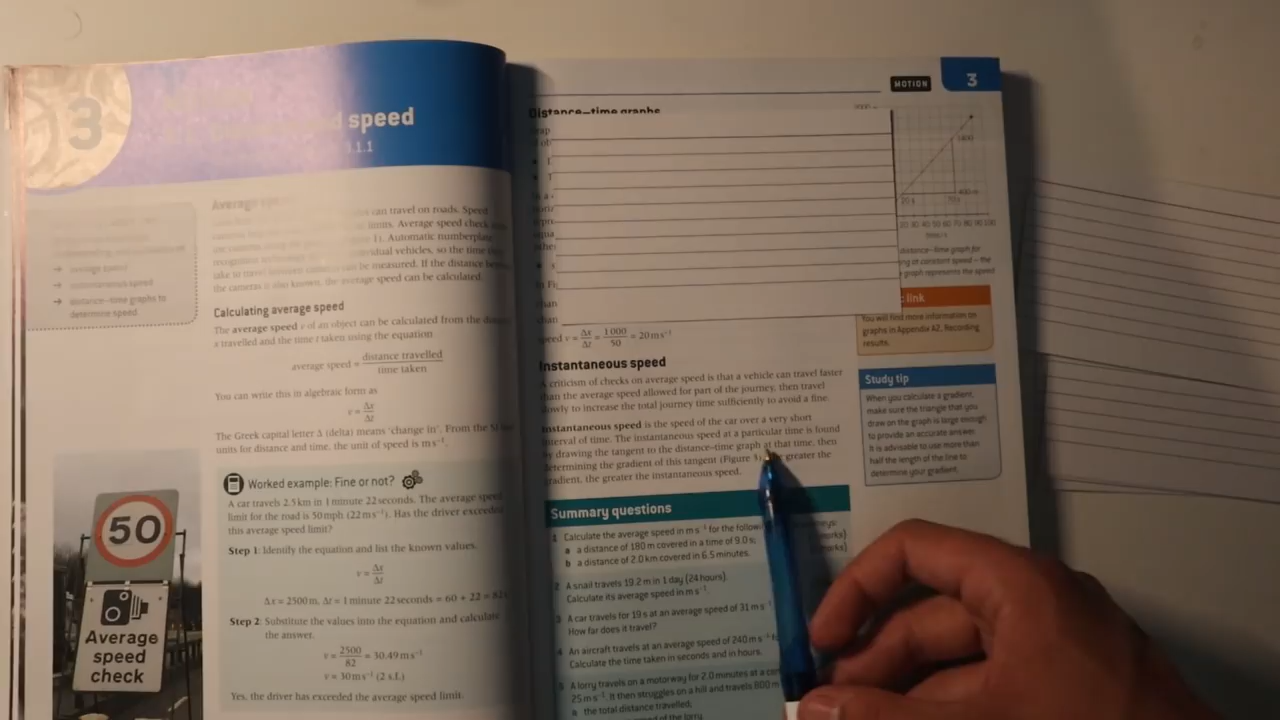 3
d speed
3.1.1
Average
can travel on roads. Speed
limits. Average speed check
1). Automatic numberplate
vehicles, so the time
take to travel between cameras can be measured. If the distance
the cameras is also known, the average speed can be calculated.
→ average speed
→ instantaneous speed
→ distance–time graphs to
determine speed.
Calculating average speed
The average speed v of an object can be calculated from the
x travelled and the time t taken using the equation
average speed = distance travelled / time taken
You can write this in algebraic form as
v = Δx/Δt
The Greek capital letter Δ (delta) means 'change in'. From the
units for distance and time, the unit of speed is m s⁻¹.
Worked example: Fine or not?
A car travels 2.5 km in 1 minute 22 seconds. The average speed
limit for the road is 50 mph (22 m s⁻¹). Has the driver exceeded
this average speed limit?
Step 1: Identify the equation and list the known values.
v = Δx/Δt
Δx = 2500 m, Δt = 1 minute 22 seconds = 60 + 22 = 82
Step 2: Substitute the values into the equation and calculate
the answer.
v = 2500/82 = 30.49 m s⁻¹
v = 30 m s⁻¹ (2 s.f.)
Yes, the driver has exceeded the average speed limit.
50
Average
speed
check
MOTION
3
Distance–time graphs
speed v = Δx/Δt = 1000/50 = 20 m s⁻¹
Instantaneous speed
A criticism of checks on average speed is that a vehicle can travel faster
than the average speed allowed for part of the journey, then travel
slowly to increase the total journey time sufficiently to avoid a fine.
Instantaneous speed is the speed of the car over a very short
interval of time. The instantaneous speed at a particular time is found
by drawing the tangent to the distance–time graph at that time, then
determining the gradient of this tangent (Figure greater the
gradient, the greater the instantaneous speed.
Summary questions
1 Calculate the average speed in m s⁻¹ for the
a a distance of 180 m covered in a time of 9.0 s;
b a distance of 2.0 km covered in 6.5 minutes.
2 A snail travels 19.2 m in 1 day (24 hours).
Calculate its average speed in m s⁻¹.
3 A car travels for 19 s at an average speed of 31 m s⁻¹
How far does it travel?
4 An aircraft travels at an average speed of 240 m s⁻¹
Calculate the time taken in seconds and in hours.
5 A lorry travels on a motorway for 2.0 minutes at a
25 m s⁻¹. It then struggles on a hill and travels 800 m
a the total distance travelled;
speed of the lorry
distance–time graph for
at constant speed – the
graph represents the speed
link
You will find more information on
graphs in Appendix A2, Recording
results.
Study tip
When you calculate a gradient,
make sure the triangle that you
draw on the graph is large enough
to provide an accurate answer.
It is advisable to use more than
half the length of the line to
determine your gradient.